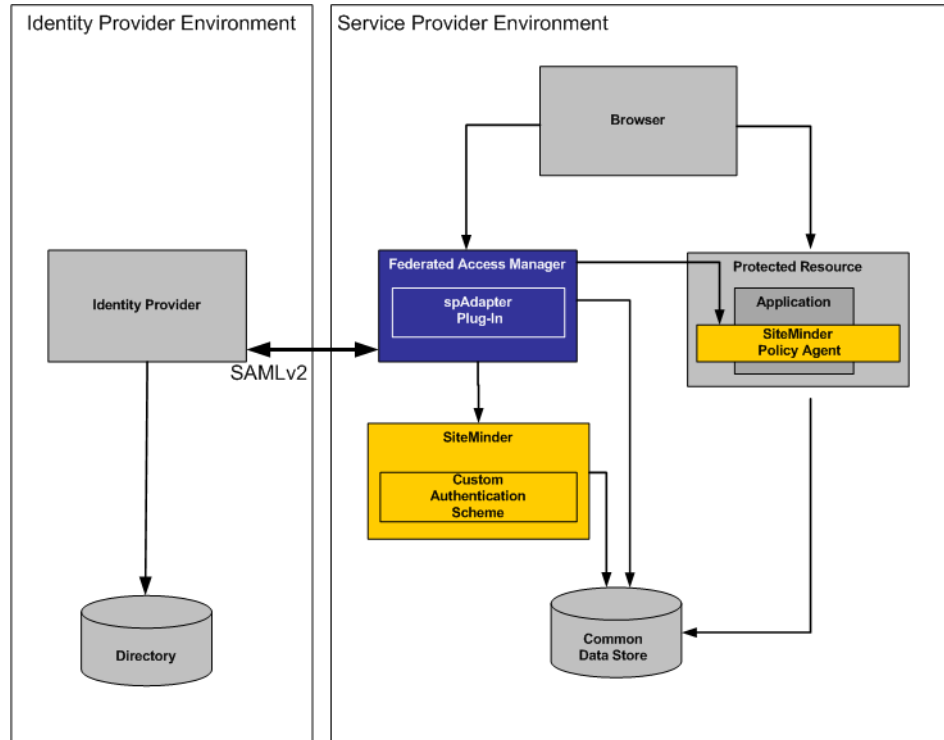 Identity Provider Environment
Service Provider Environment
Browser
Federated Access Manager
spAdapter
Plug-In
Protected Resource
Application
SiteMinder
Policy Agent
Identity Provider
SAMLv2
SiteMinder
Custom
Authentication
Scheme
Directory
Common
Data Store